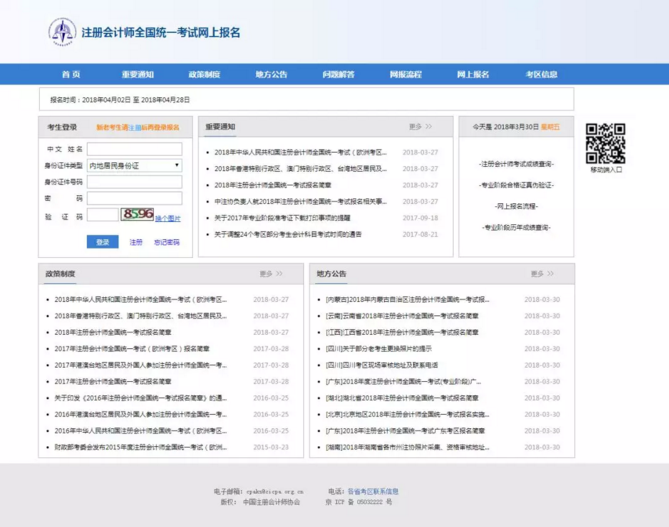 注册会计师全国统一考试网上报名
首 页 重要通知 政策制度 地方公告 问题解答 网报流程 网上报名 考区信息
报名时间：2018年04月02日 至 2018年04月28日
考生登录 新老考生请注册后再登录报名
中 文 姓 名
身份证件类型 内地居民身份证
身份证件号码
密 码
验 证 码 8596 换个图片
登录 注册 忘记密码
重要通知 更多
2018年中华人民共和国注册会计师全国统一考试（欧洲考区... 2018-03-27
2018年香港特别行政区、澳门特别行政区、台湾地区居民及... 2018-03-27
2018年注册会计师全国统一考试报名简章 2018-03-27
中注协负责人就2018年注册会计师全国统一考试报名相关事... 2018-03-27
关于2017年专业阶段准考证下载打印事项的提醒 2017-09-18
关于调整24个考区部分考生会计科目考试时间的通告 2017-08-21
今天是 2018年3月30日 星期五
-注册会计师考试成绩查询-
-专业阶段合格证真伪验证-
-网上报名流程-
-专业阶段历年成绩查询-
移动端入口
政策制度 更多
2018年中华人民共和国注册会计师全国统一考试（欧洲考区... 2018-03-27
2018年香港特别行政区、澳门特别行政区、台湾地区居民及... 2018-03-27
2018年注册会计师全国统一考试报名简章 2018-03-27
2017年注册会计师全国统一考试（欧洲考区）报名简章 2017-03-28
2017年港澳台地区居民及外国人参加注册会计师全国统一考... 2017-03-28
2017年注册会计师全国统一考试报名简章 2017-03-28
关于印发《2016年注册会计师全国统一考试报名简章》的通... 2016-03-25
2016年港澳台地区居民及外国人参加注册会计师全国统一考... 2016-03-25
2016年中华人民共和国注册会计师全国统一考试（欧洲... 2016-03-25
财政部考委会发布2015年度注册会计师全国统一考试（欧洲... 2015-03-23
地方公告 更多
[内蒙古]2018年内蒙古自治区注册会计师全国统一考试报... 2018-03-30
[云南]云南省2018年注册会计师全国统一考试报名简章 2018-03-30
[江西]江西省2018年注册会计师全国统一考试报名简章 2018-03-30
[四川]关于部分老考生更换照片的提示 2018-03-30
[四川]四川考区现场审核地址及联系电话 2018-03-30
[广东]2018年度注册会计师全国统一考试(专业阶段)广... 2018-03-30
[湖北]湖北省2018年注册会计师全国统一考试报名简章 2018-03-30
[北京]北京地区2018年注册会计师全国统一考试报名实施... 2018-03-30
[广东]2018年注册会计师全国统一考试广东考区报名简章 2018-03-30
[湖南]2018年湖南省各市州注协照片采集、资格审核地址... 2018-03-30
电子邮箱：cpaks@cicpa.org.cn 电话：各省考区联系信息
版权： 中国注册会计师协会 京 ICP 备 05032222 号